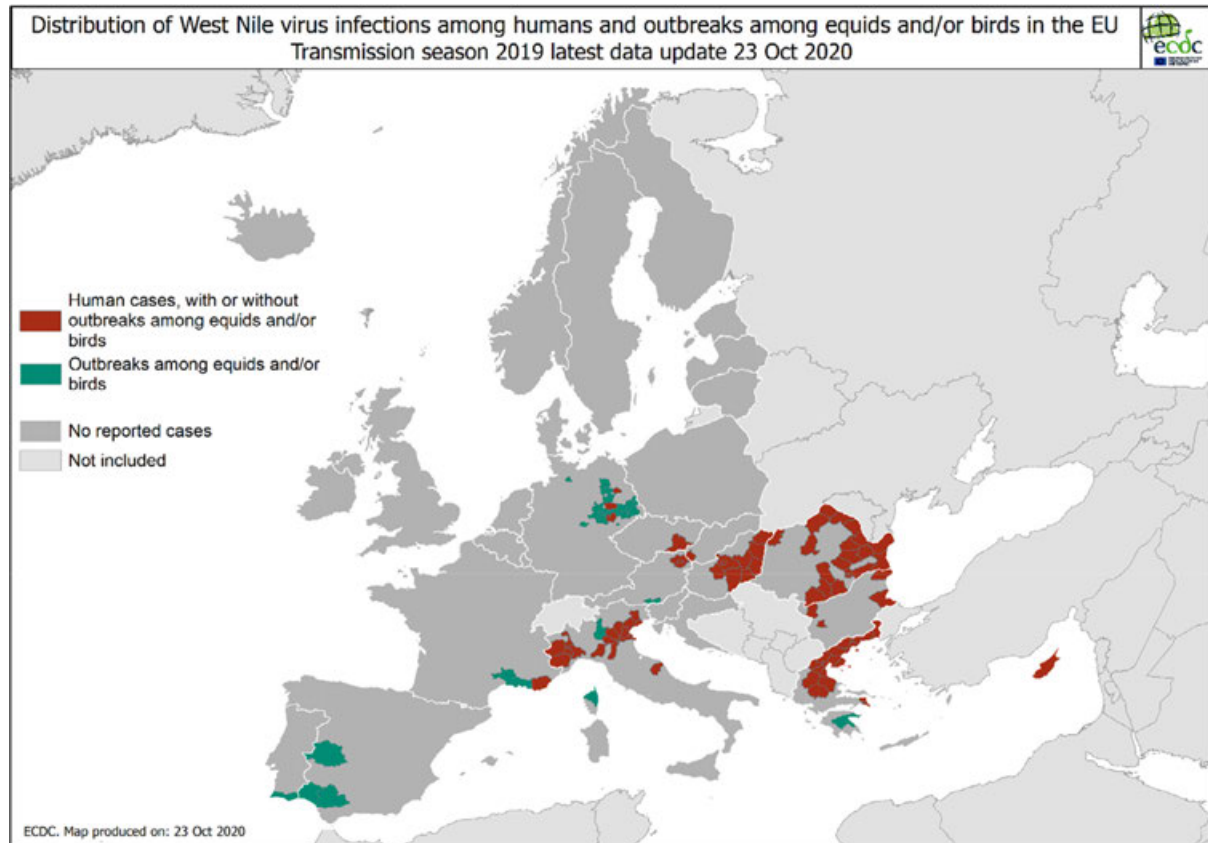 Distribution of West Nile virus infections among humans and outbreaks among equids and/or birds in the EU
Transmission season 2019 latest data update 23 Oct 2020
ecdc
Human cases, with or without
outbreaks among equids and/or
birds
Outbreaks among equids and/or
birds
No reported cases
Not included
ECDC. Map produced on: 23 Oct 2020